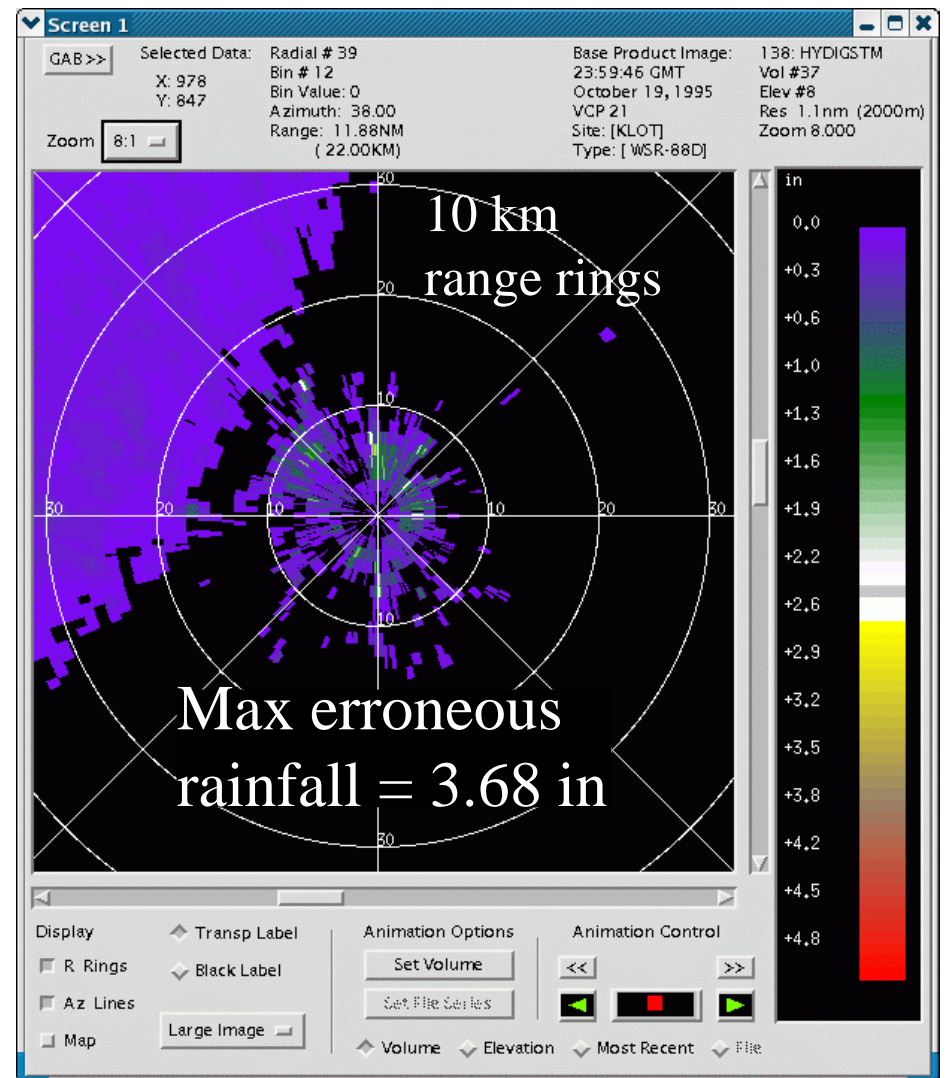 Screen 1
GAB>>
Selected Data:
X: 978
Y: 847
Zoom 8:1
Radial # 39
Bin # 12
Bin Value: 0
Azimuth: 38.00
Range: 11.88NM
( 22.00KM)
Base Product Image:
23:59:46 GMT
October 19, 1995
VCP 21
Site: [KLOT]
Type: [ WSR-88D]
138: HYDIGSTM
Vol #37
Elev #8
Res 1.1nm (2000m)
Zoom 8.000
30
10 km
range rings
20
10
30 20 10 10 20 30
10
Max erroneous
rainfall = 3.68 in
30
in
0.0
+0.3
+0.6
+1.0
+1.3
+1.6
+1.9
+2.2
+2.6
+2.9
+3.2
+3.5
+3.8
+4.2
+4.5
+4.8
Display
R Rings
Az Lines
Map
Transp Label
Black Label
Large Image
Animation Options
Set Volume
Set File Series
Animation Control
<< >>
Volume Elevation Most Recent File